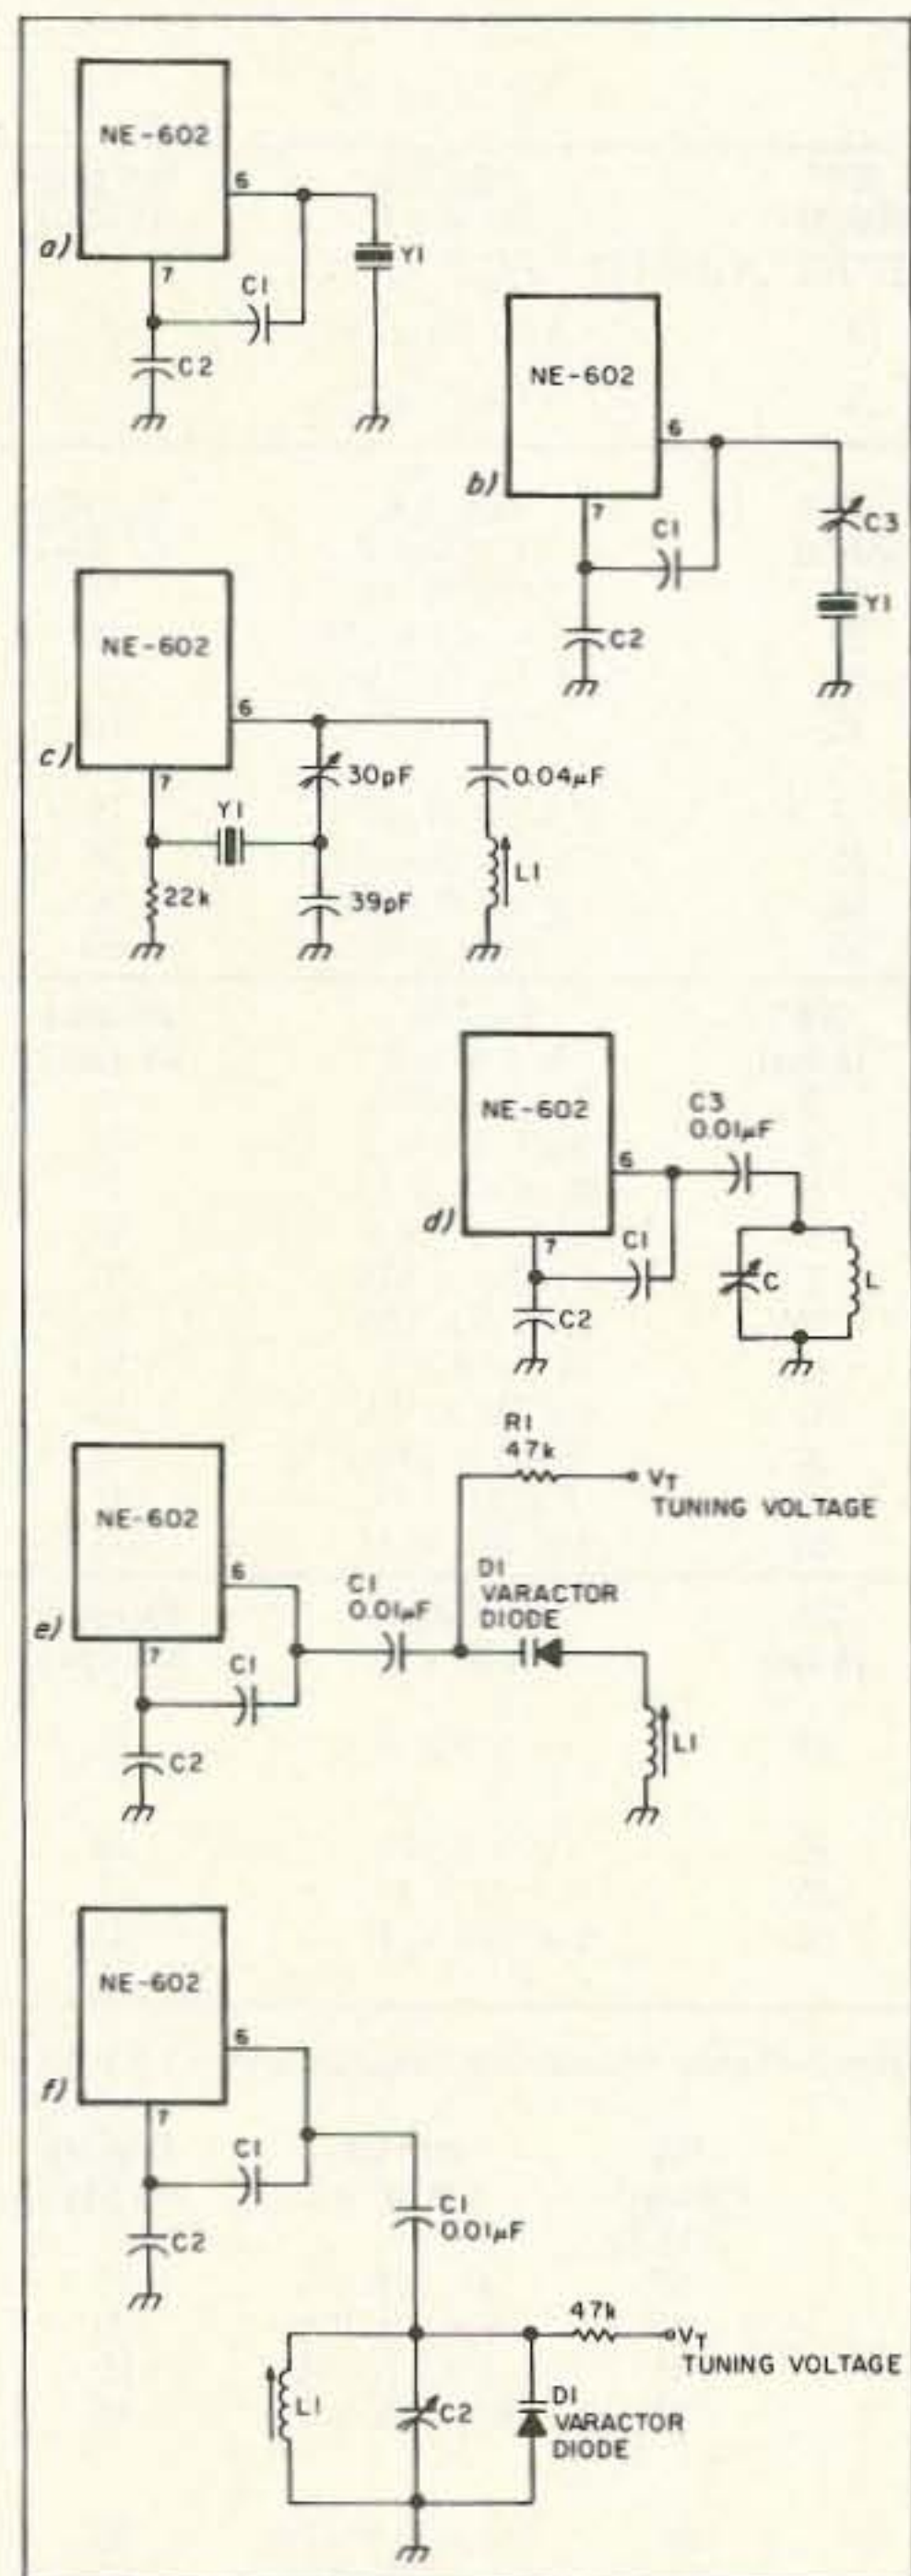 NE-602
6
a)
7
Y1
C1
C2
NE-602
6
b)
7
C1
C3
Y1
C2
NE-602
6
c)
7
30pF
0.04µF
Y1
L1
22k
39pF
NE-602
C3
0.01µF
6
d)
7
C1
C
L
C2
R1
47k
VT
TUNING VOLTAGE
NE-602
6
C1
0.01µF
D1
VARACTOR
DIODE
e)
7
C1
L1
C2
NE-602
6
f)
7
C1
C1
0.01µF
C2
47k
VT
TUNING VOLTAGE
L1
C2
D1
VARACTOR
DIODE